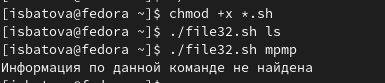 [isbatova@fedora ~]$ chmod +x *.sh
[isbatova@fedora ~]$ ./file32.sh ls
[isbatova@fedora ~]$ ./file32.sh mpmp
Информация по данной команде не найдена